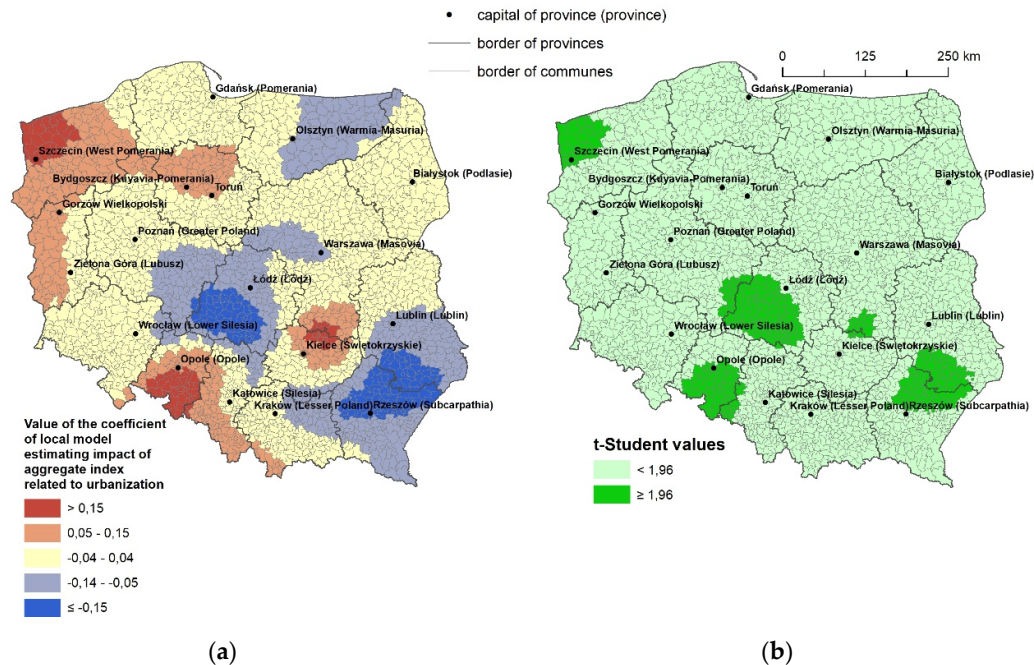 capital of province (province)
border of provinces
border of communes
0 125 250 km
Gdańsk (Pomerania)
Olsztyn (Warmia-Masuria)
Szczecin (West Pomerania)
Bydgoszcz (Kuyavia-Pomerania)
Toruń
Białystok (Podlasie)
Gorzów Wielkopolski
Poznań (Greater Poland)
Warszawa (Masovia)
Zielona Góra (Lubusz)
Łódź (Łódź)
Wrocław (Lower Silesia)
Lublin (Lublin)
Kielce (Świętokrzyskie)
Opole (Opole)
Katowice (Silesia)
Kraków (Lesser Poland)
Rzeszów (Subcarpathia)
Value of the coefficient
of local model
estimating impact of
aggregate index
related to urbanization
> 0,15
0,05 - 0,15
-0,04 - 0,04
-0,14 - -0,05
≤ -0,15
(a)
Gdańsk (Pomerania)
Olsztyn (Warmia-Masuria)
Szczecin (West Pomerania)
Bydgoszcz (Kuyavia-Pomerania)
Toruń
Białystok (Podlasie)
Gorzów Wielkopolski
Poznań (Greater Poland)
Warszawa (Masovia)
Zielona Góra (Lubusz)
Łódź (Łódź)
Wrocław (Lower Silesia)
Lublin (Lublin)
Kielce (Świętokrzyskie)
Opole (Opole)
Katowice (Silesia)
Kraków (Lesser Poland)
Rzeszów (Subcarpathia)
t-Student values
< 1,96
≥ 1,96
(b)